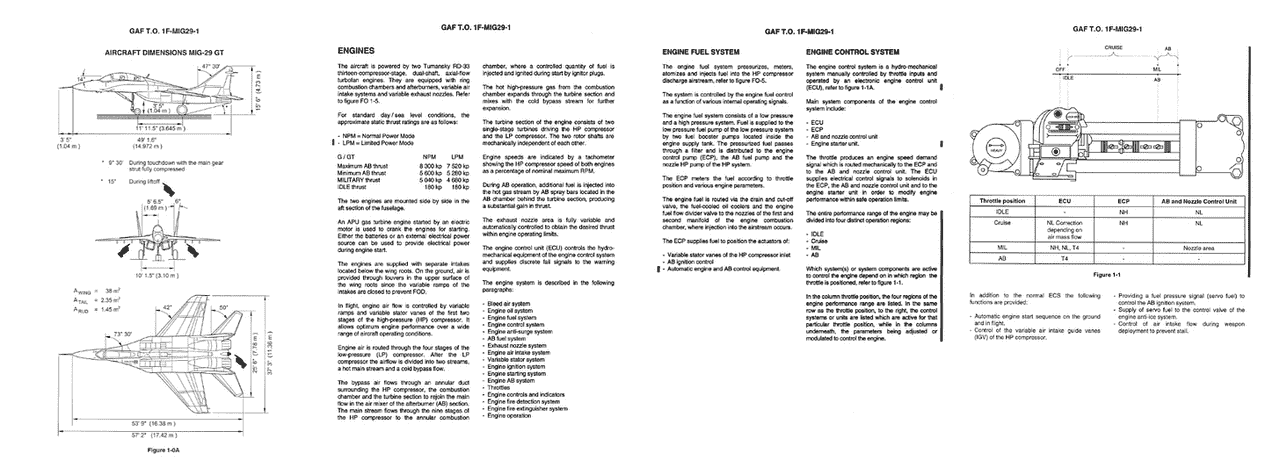 GAF T.O. 1F-MIG29-1
AIRCRAFT DIMENSIONS MIG-29 GT
14°
47° 30'
15' 6" (4.73 m)
3' 5"
(1.04 m)
11' 11.5" (3.645 m)
3' 5"
(1.04 m)
49' 1.6"
(14.972 m)
* 9° 30' During touchdown with the main gear
strut fully compressed
* 15° During liftoff
5' 6.5"
(1.69 m)
6°
10' 1.3" (3.10 m)
A WING = 38 m²
A TAIL = 2.35 m²
A RUD = 1.45 m²
42°
50°
73° 30'
25' 6" (7.78 m)
37' 3" (11.36 m)
53' 9" (16.38 m)
57' 2" (17.42 m)
Figure 1-0A
GAF T.O. 1F-MIG29-1
ENGINES
The aircraft is powered by two Tumansky RD-33
thirteen-compressor-stage, dual-shaft, axial-flow
turbofan engines. They are equipped with ring
combustion chambers and afterburners, variable air
intake systems and variable exhaust nozzles. Refer
to figure FO 1-5.
For standard day/sea level conditions, the
approximate static thrust ratings are as follows:
- NPM = Normal Power Mode
- LPM = Limited Power Mode
G / GT NPM LPM
Maximum AB thrust 8 300 kp 7 520 kp
Minimum AB thrust 5 600 kp 5 280 kp
MILITARY thrust 5 040 kp 4 680 kp
IDLE thrust 180 kp 180 kp
The two engines are mounted side by side in the
aft section of the fuselage.
An APU gas turbine engine started by an electric
motor is used to crank the engines for starting.
Either the batteries or an external electrical power
source can be used to provide electrical power
during engine start.
The engines are supplied with separate intakes
located below the wing roots. On the ground, air is
provided through louvers in the upper surface of
the wing roots since the variable ramps of the
intakes are closed to prevent FOD.
In flight, engine air flow is controlled by variable
ramps and variable stator vanes of the first two
stages of the high-pressure (HP) compressor. It
allows optimum engine performance over a wide
range of aircraft operating conditions.
Engine air is routed through the four stages of the
low-pressure (LP) compressor. After the LP
compressor the airflow is divided into two streams,
a hot main stream and a cold bypass flow.
The bypass air flows through an annular duct
surrounding the HP compressor, the combustion
chamber and the turbine section to rejoin the main
flow in the air mixer of the afterburner (AB) section.
The main stream flows through the nine stages of
the HP compressor to the annular combustion
chamber, where a controlled quantity of fuel is
injected and ignited during start by ignitor plugs.
The hot high-pressure gas from the combustion
chamber expands through the turbine section and
mixes with the cold bypass stream for further
expansion.
The turbine section of the engine consists of two
single-stage turbines driving the HP compressor
and the LP compressor. The two rotor shafts are
mechanically independent of each other.
Engine speeds are indicated by a tachometer
showing the HP compressor speed of both engines
as a percentage of nominal maximum RPM.
During AB operation, additional fuel is injected into
the hot gas stream by AB spray bars located in the
AB chamber behind the turbine section, producing
a substantial gain in thrust.
The exhaust nozzle area is fully variable and
automatically controlled to obtain the desired thrust
within engine operating limits.
The engine control unit (ECU) controls the hydro-
mechanical equipment of the engine control system
and supplies discrete fail signals to the warning
equipment.
The engine system is described in the following
paragraphs:
- Bleed air system
- Engine oil system
- Engine fuel system
- Engine control system
- Engine anti-surge system
- AB fuel system
- Exhaust nozzle system
- Engine air intake system
- Variable stator system
- Engine ignition system
- Engine starting system
- Engine AB system
- Throttles
- Engine controls and indicators
- Engine fire detection system
- Engine fire extinguisher system
- Engine operation
GAF T.O. 1F-MIG29-1
ENGINE FUEL SYSTEM
The engine fuel system pressurizes, meters,
atomizes and injects fuel into the HP compressor
discharge airstream, refer to figure FO-5.
The system is controlled by the engine fuel control
as a function of various internal operating signals.
The engine fuel system consists of a low pressure
and a high pressure system. Fuel is supplied to the
low pressure fuel pump of the low pressure system
by two fuel booster pumps located inside the
engine supply tank. The pressurized fuel passes
through a filter and is distributed to the engine
control pump (ECP), the AB fuel pump and the
nozzle HP pump of the HP system.
The ECP meters the fuel according to throttle
position and various engine parameters.
The engine fuel is routed via the drain and cut-off
valve, the fuel-cooled oil coolers and the engine
fuel flow divider valve to the nozzles of the first and
second manifold of the engine combustion
chamber, where injection into the airstream occurs.
The ECP supplies fuel to position the actuators of:
- Variable stator vanes of the HP compressor inlet
- AB ignition control
- Automatic engine and AB control equipment.
ENGINE CONTROL SYSTEM
The engine control system is a hydro-mechanical
system manually controlled by throttle inputs and
operated by an electronic engine control unit
(ECU), refer to figure 1-1A.
Main system components of the engine control
system include:
- ECU
- ECP
- AB and nozzle control unit
- Engine starter unit.
The throttle produces an engine speed demand
signal which is routed mechanically to the ECP and
to the AB and nozzle control unit. The ECU
supplies electrical control signals to solenoids in
the ECP, the AB and nozzle control unit and to the
engine starter unit in order to modify engine
performance within safe operation limits.
The entire performance range of the engine may be
divided into four distinct operation regions:
- IDLE
- Cruise
- MIL
- AB
Which system(s) or system components are active
to control the engine depend on in which region the
throttle is positioned, refer to figure 1-1.
In the column throttle position, the four regions of the
engine performance range are listed. In the same
row as the throttle position, to the right, the control
systems or units are listed which are active for that
particular throttle position, while in the columns
underneath, the parameters being adjusted or
modulated to control the engine.
GAF T.O. 1F-MIG29-1
CRUISE AB
OFF MIL
IDLE AB
HEAVY
Throttle position ECU ECP AB and Nozzle Control Unit
IDLE - NH NL
Cruise NL Correction depending on air mass flow NH NL
MIL NH, NL, T4 - Nozzle area
AB T4 - -
Figure 1-1
In addition to the normal ECS the following
functions are provided:
- Automatic engine start sequence on the ground
and in flight.
- Control of the variable air intake guide vanes
(IGV) of the HP compressor.
- Providing a fuel pressure signal (servo fuel) to
control the AB ignition system.
- Supply of servo fuel to the control valve of the
engine anti-ice system.
- Control of air intake flow during weapon
deployment to prevent stall.